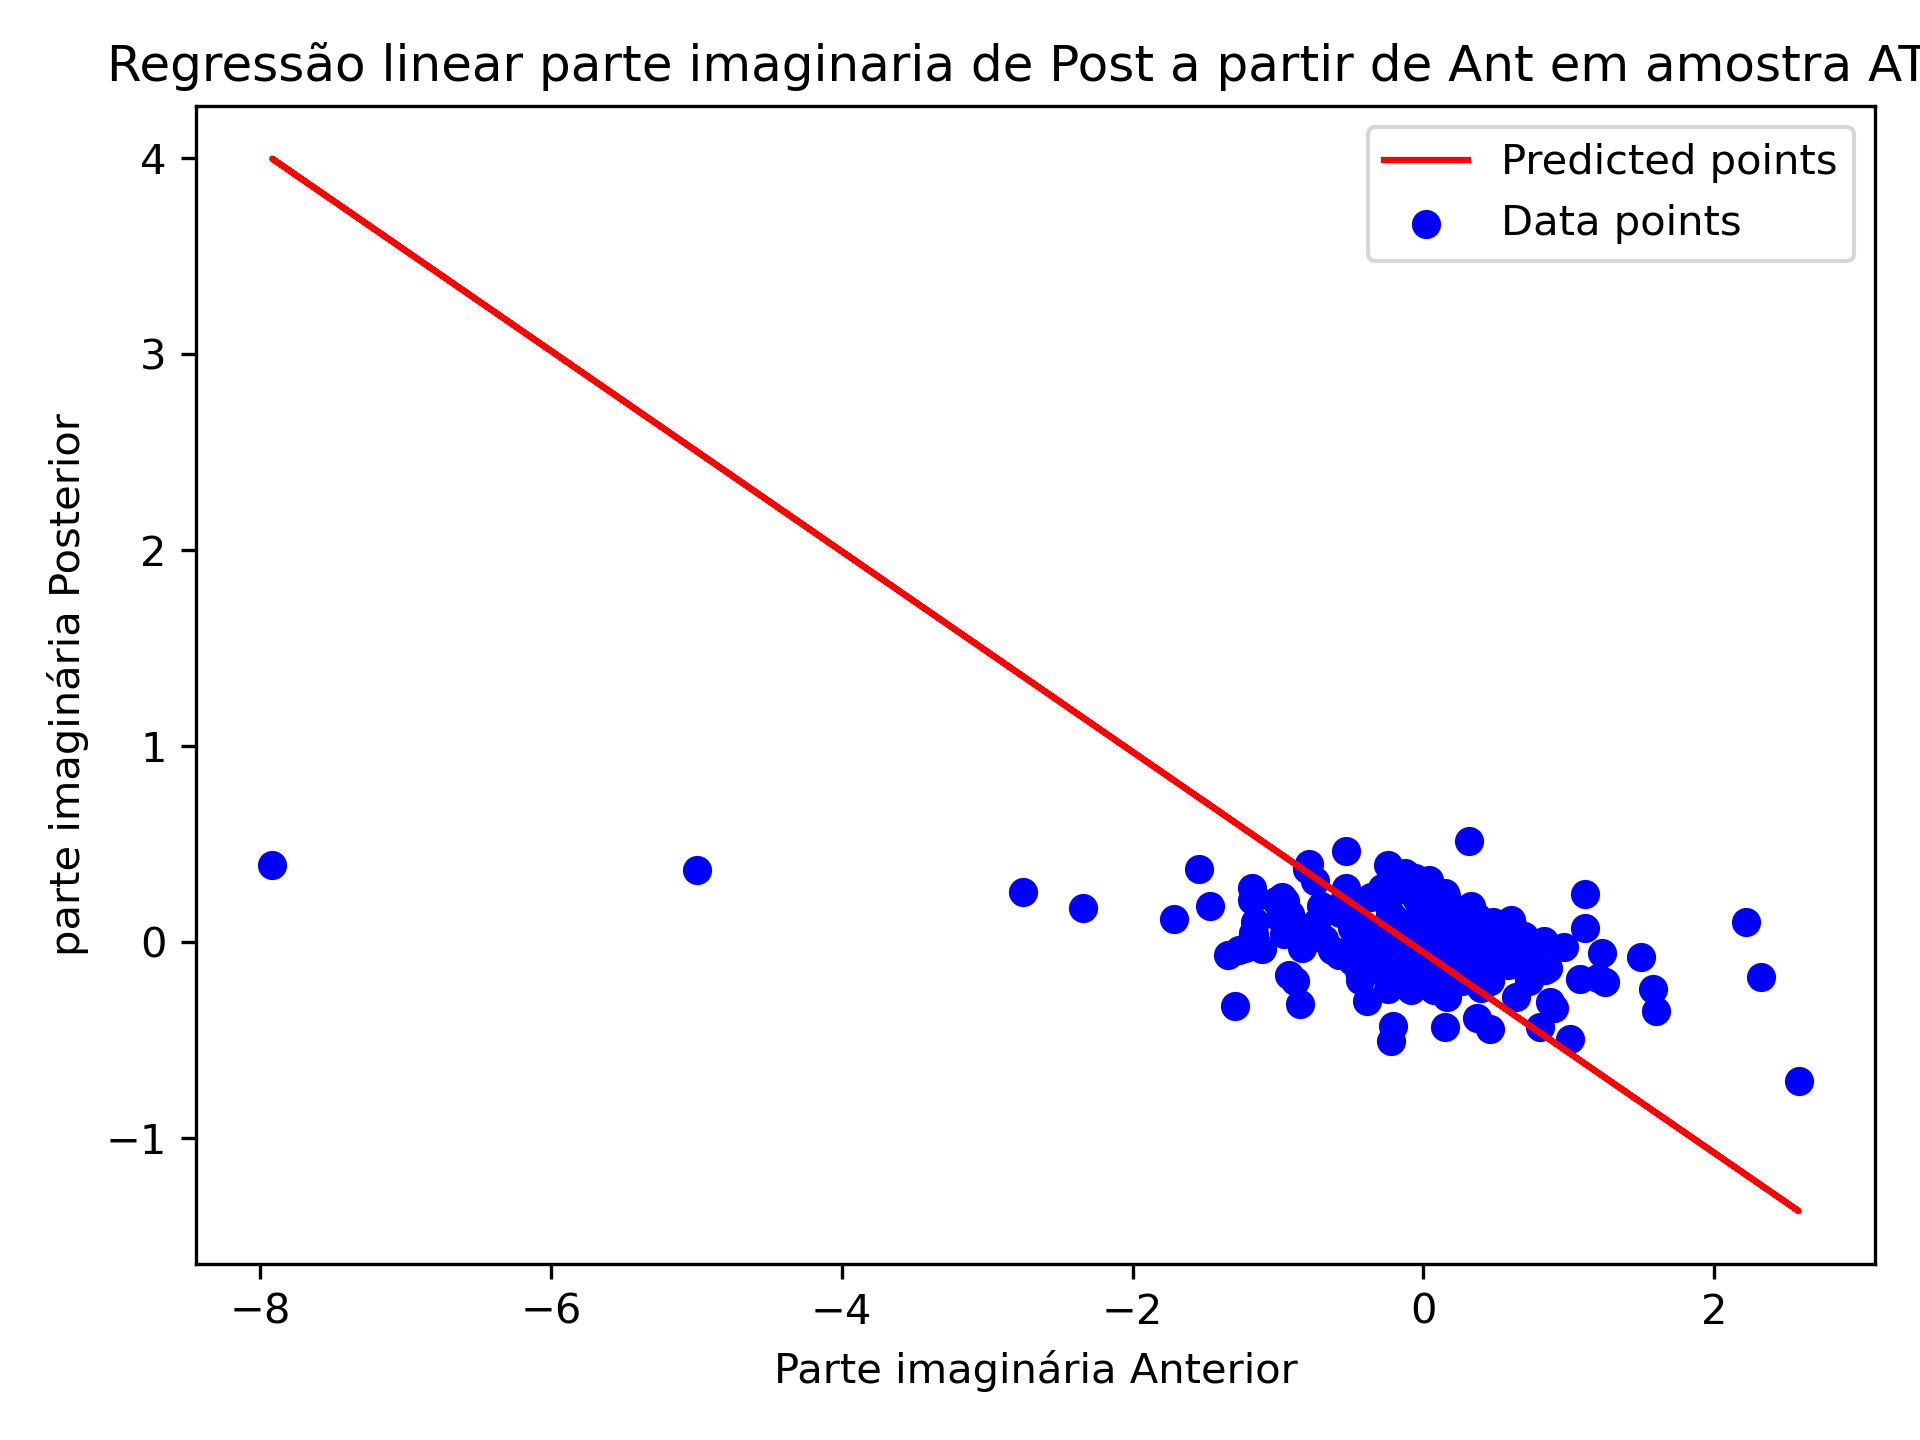 Regressão linear parte imaginaria de Post a partir de Ant em amostra AT
Predicted points
Data points
4
3
2
1
0
−1
parte imaginária Posterior
−8
−6
−4
−2
0
2
Parte imaginária Anterior